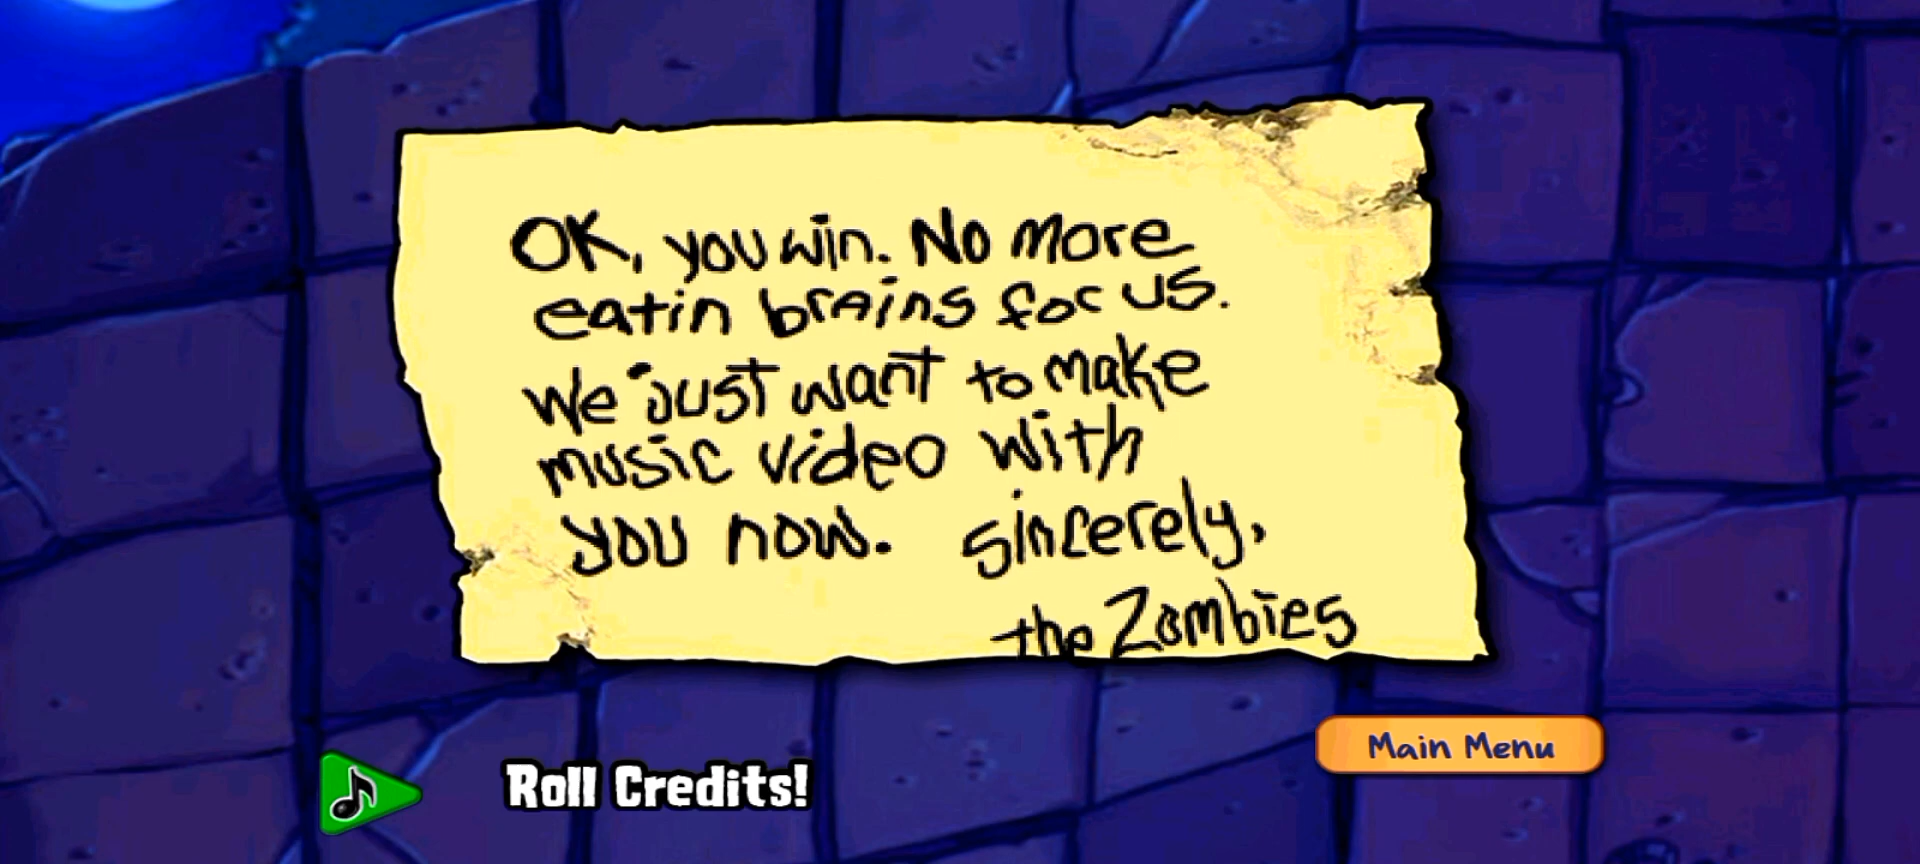 OK, you win. No more
eatin brains for us.
We just want to make
music video with
you now. sincerely,
the Zombies
Main Menu
Roll Credits!